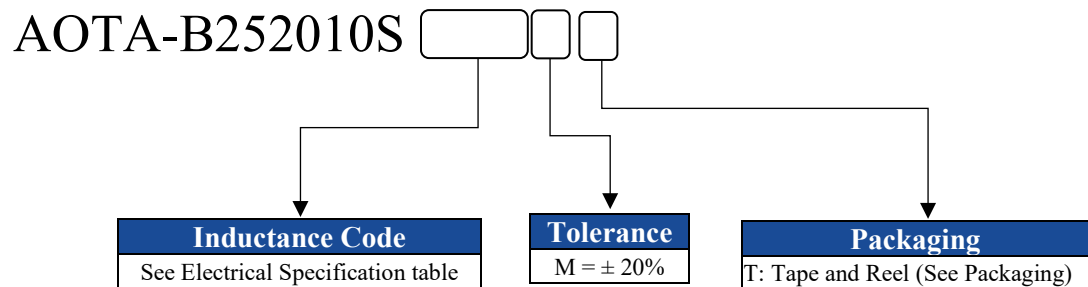 AOTA-B252010S
Inductance Code
See Electrical Specification table
Tolerance
M = ± 20%
Packaging
T: Tape and Reel (See Packaging)